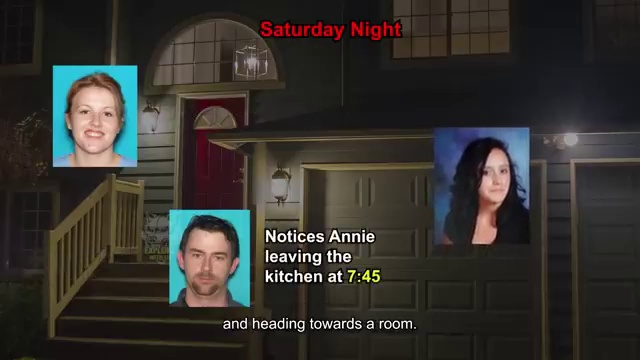 Saturday Night
Notices Annie
leaving the
kitchen at 7:45
and heading towards a room.